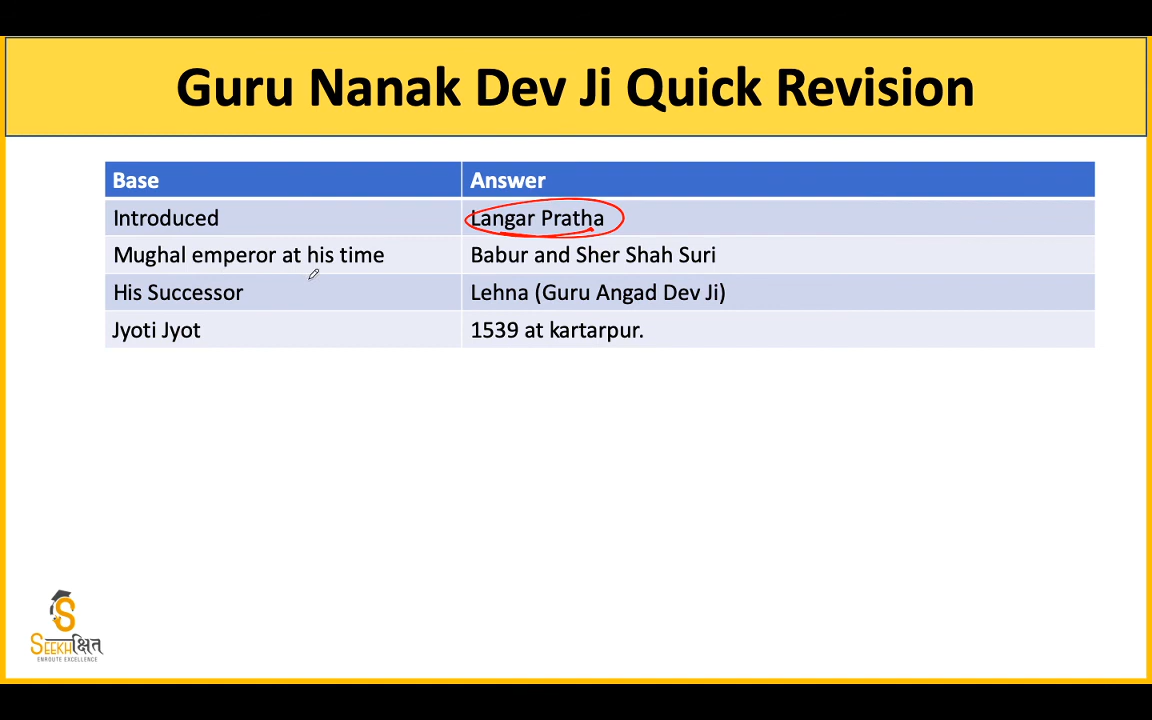 Guru Nanak Dev Ji Quick Revision
Base Answer
Introduced Langar Pratha
Mughal emperor at his time Babur and Sher Shah Suri
His Successor Lehna (Guru Angad Dev Ji)
Jyoti Jyot 1539 at kartarpur.
S
SEEKHक्षित
ENROUTE EXCELLENCE